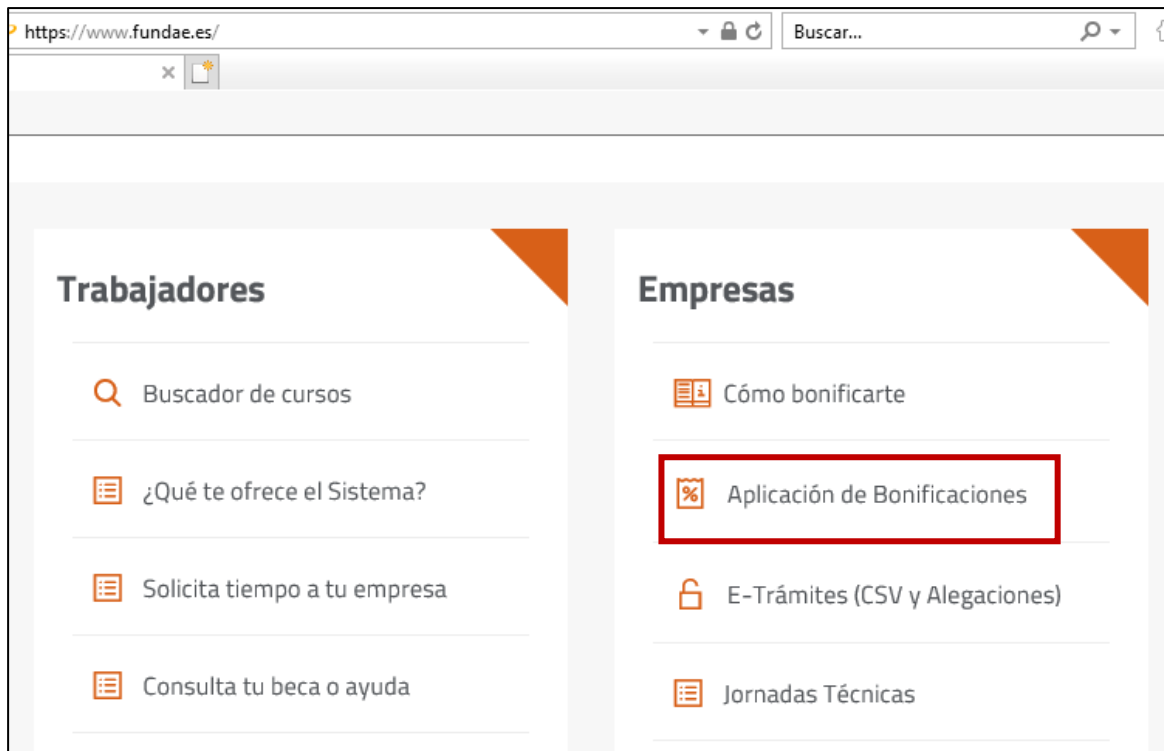 https://www.fundae.es/
Buscar...
Trabajadores
Buscador de cursos
¿Qué te ofrece el Sistema?
Solicita tiempo a tu empresa
Consulta tu beca o ayuda
Empresas
Cómo bonificarte
Aplicación de Bonificaciones
E-Trámites (CSV y Alegaciones)
Jornadas Técnicas